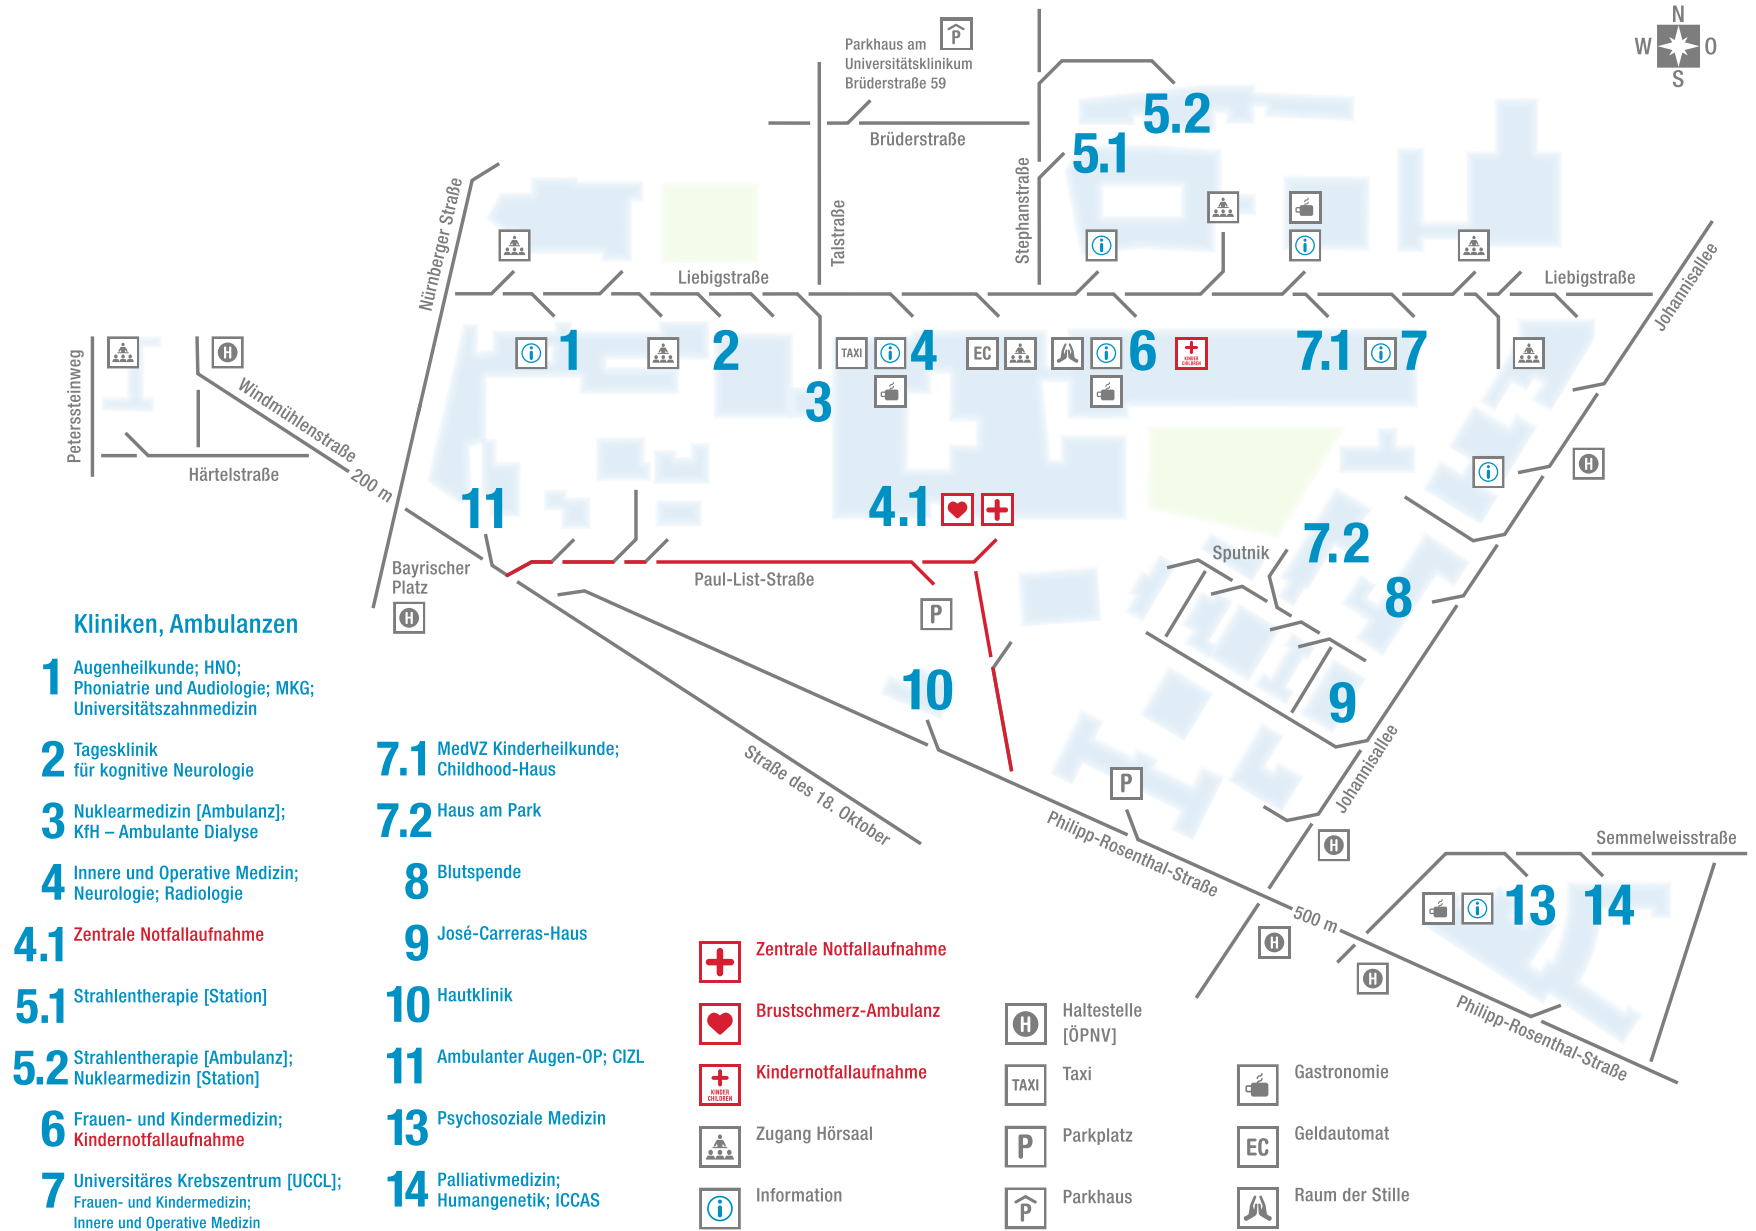 N
W O
S
Parkhaus am
Universitätsklinikum
Brüderstraße 59
P
Brüderstraße
5.2
5.1
Nürnberger Straße
Talstraße
Stephanstraße
Liebigstraße
Liebigstraße
Johannisallee
1
2
3
TAXI
4
EC
6
KINDER
CHILDREN
7.1
7
Peterssteinweg
H
Windmühlenstraße
Härtelstraße
200 m
11
4.1
H
Sputnik
7.2
8
Bayrischer
Platz
H
Paul-List-Straße
P
10
9
Straße des 18. Oktober
P
Philipp-Rosenthal-Straße
Johannisallee
H
H
500 m
H
Semmelweisstraße
13
14
Philipp-Rosenthal-Straße
Kliniken, Ambulanzen
1 Augenheilkunde; HNO;
Phoniatrie und Audiologie; MKG;
Universitätszahnmedizin
2 Tagesklinik
für kognitive Neurologie
3 Nuklearmedizin [Ambulanz];
KfH – Ambulante Dialyse
4 Innere und Operative Medizin;
Neurologie; Radiologie
4.1 Zentrale Notfallaufnahme
5.1 Strahlentherapie [Station]
5.2 Strahlentherapie [Ambulanz];
Nuklearmedizin [Station]
6 Frauen- und Kindermedizin;
Kindernotfallaufnahme
7 Universitäres Krebszentrum [UCCL];
Frauen- und Kindermedizin;
Innere und Operative Medizin
7.1 MedVZ Kinderheilkunde;
Childhood-Haus
7.2 Haus am Park
8 Blutspende
9 José-Carreras-Haus
10 Hautklinik
11 Ambulanter Augen-OP; CIZL
13 Psychosoziale Medizin
14 Palliativmedizin;
Humangenetik; ICCAS
Zentrale Notfallaufnahme
Brustschmerz-Ambulanz
KINDER
CHILDREN
Kindernotfallaufnahme
Zugang Hörsaal
Information
H Haltestelle
[ÖPNV]
TAXI Taxi
P Parkplatz
P Parkhaus
Gastronomie
EC Geldautomat
Raum der Stille